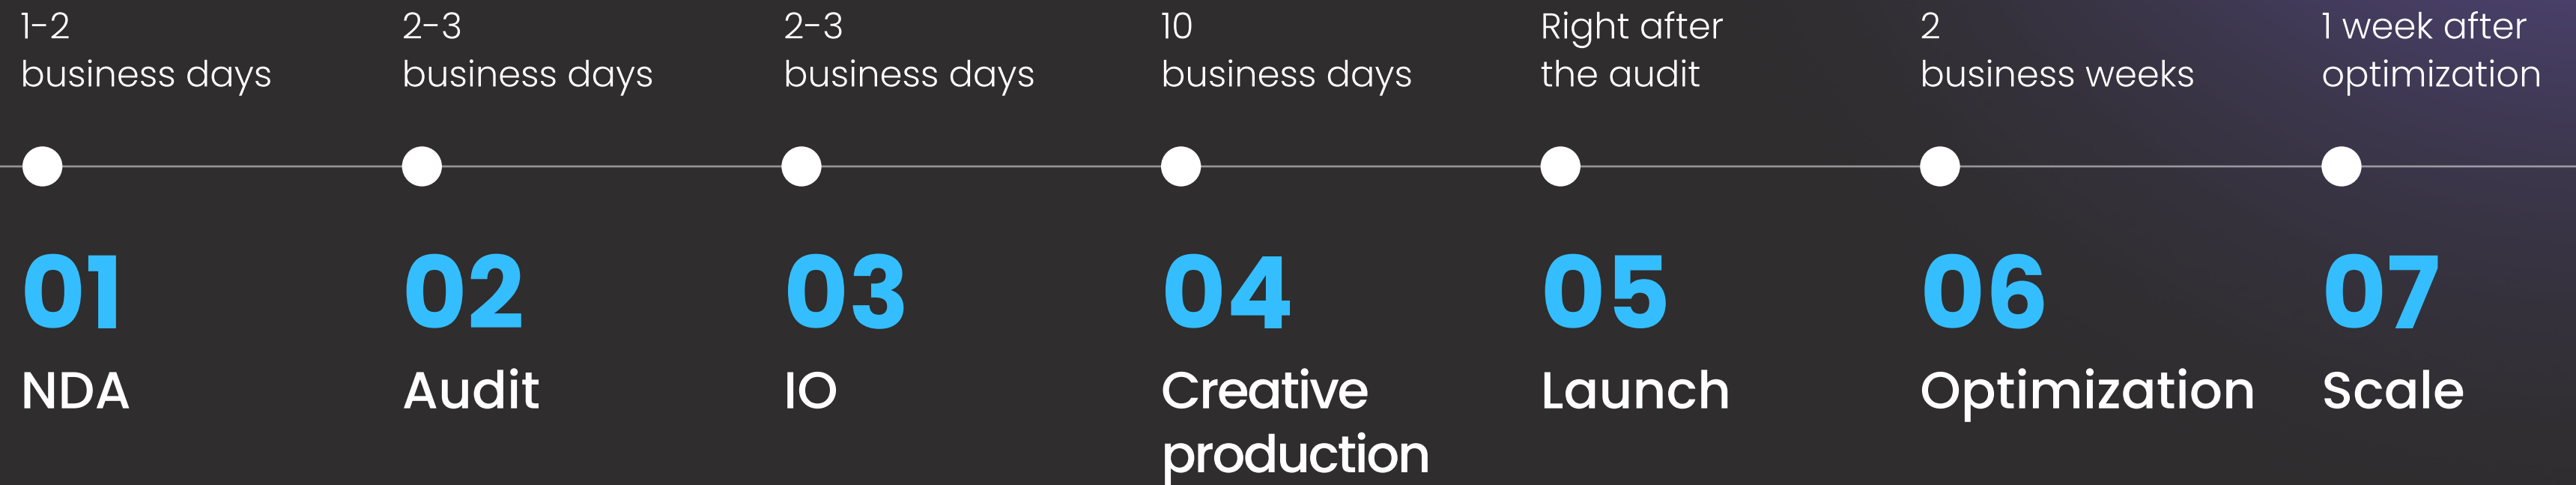 1-2
business days
2-3
business days
2-3
business days
10
business days
Right after
the audit
2
business weeks
1 week after
optimization
01
NDA
02
Audit
03
IO
04
Creative
production
05
Launch
06
Optimization
07
Scale